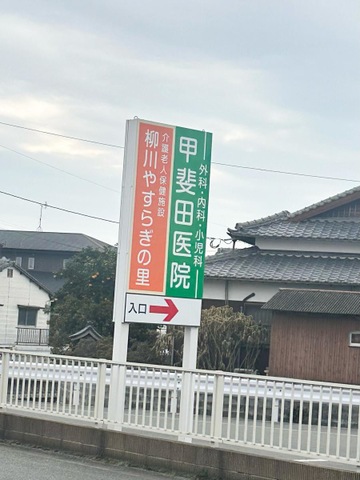 外科・内科・小児科
甲斐田医院
介護老人保健施設
柳川やすらぎの里
入口